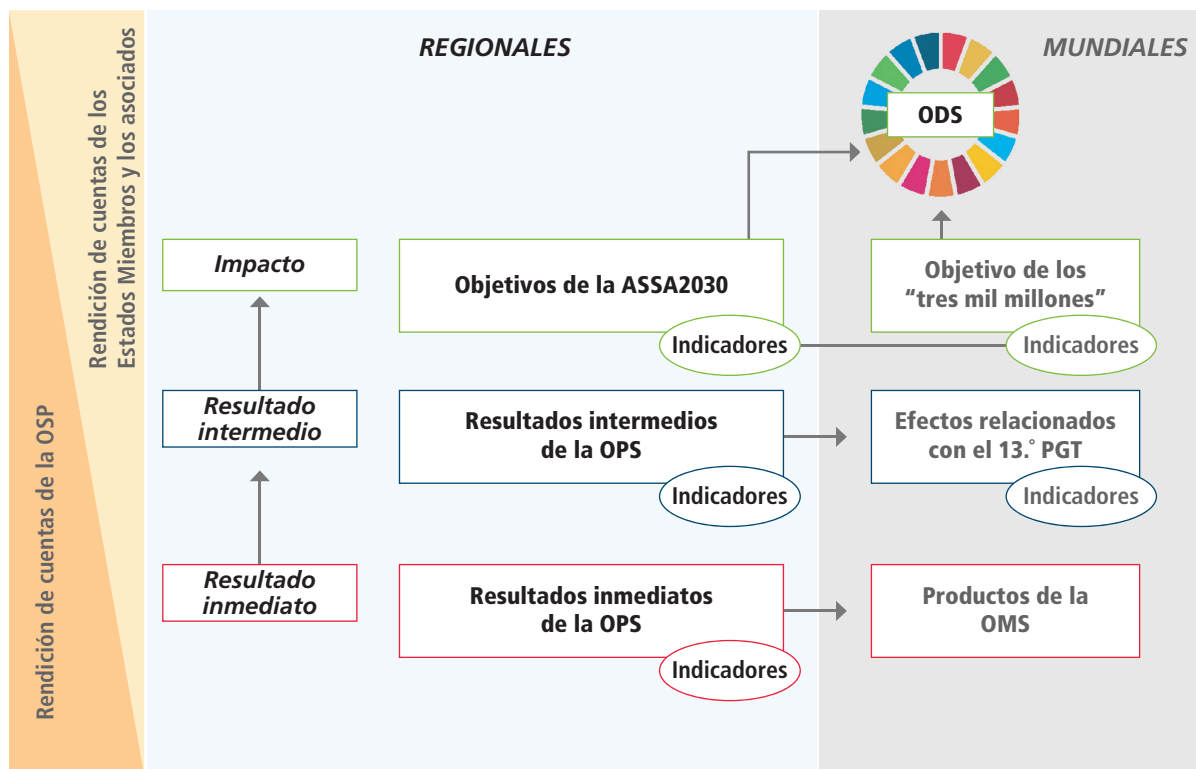 Rendición de cuentas de los
Estados Miembros y los asociados
Rendición de cuentas de la OSP
REGIONALES
MUNDIALES
ODS
Impacto
Objetivos de la ASSA2030
Indicadores
Objetivo de los
“tres mil millones”
Indicadores
Resultado
intermedio
Resultados intermedios
de la OPS
Indicadores
Efectos relacionados
con el 13.° PGT
Indicadores
Resultado
inmediato
Resultados inmediatos
de la OPS
Indicadores
Productos de la
OMS